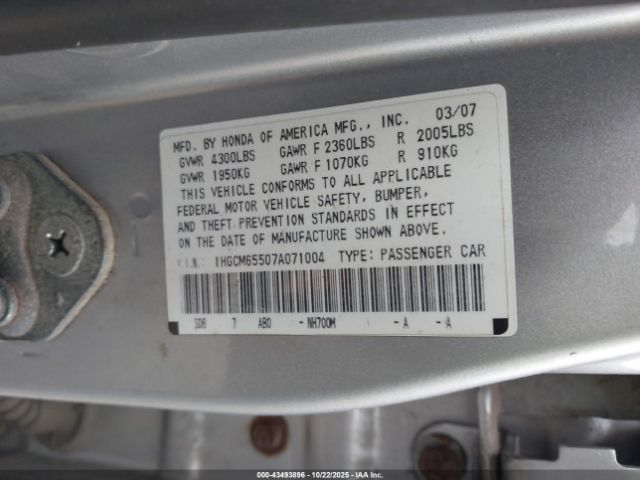 MFD. BY HONDA OF AMERICA MFG., INC. 03/07
GVWR 4300LBS GAWR F 2360LBS R 2005LBS
GVWR 1950KG GAWR F 1070KG R 910KG
THIS VEHICLE CONFORMS TO ALL APPLICABLE
FEDERAL MOTOR VEHICLE SAFETY, BUMPER,
AND THEFT PREVENTION STANDARDS IN EFFECT
ON THE DATE OF MANUFACTURE SHOWN ABOVE.
V.I.N.: 1HGCM65507A071004 TYPE: PASSENGER CAR
SDB 7 AB0 -NH700M -A -A
000-43493896 - 10/22/2025 - IAAI.COM